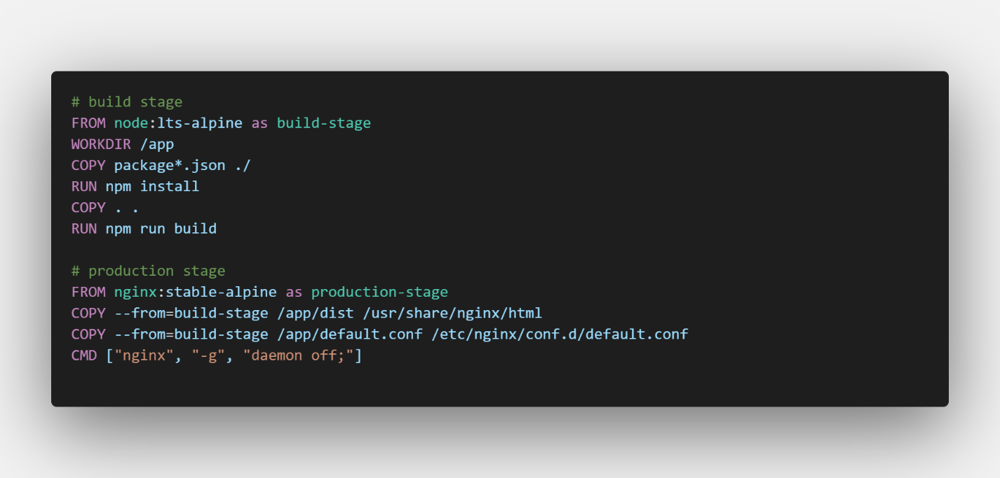 # build stage
FROM node:lts-alpine as build-stage
WORKDIR /app
COPY package*.json ./
RUN npm install
COPY . .
RUN npm run build
# production stage
FROM nginx:stable-alpine as production-stage
COPY --from=build-stage /app/dist /usr/share/nginx/html
COPY --from=build-stage /app/default.conf /etc/nginx/conf.d/default.conf
CMD ["nginx", "-g", "daemon off;"]